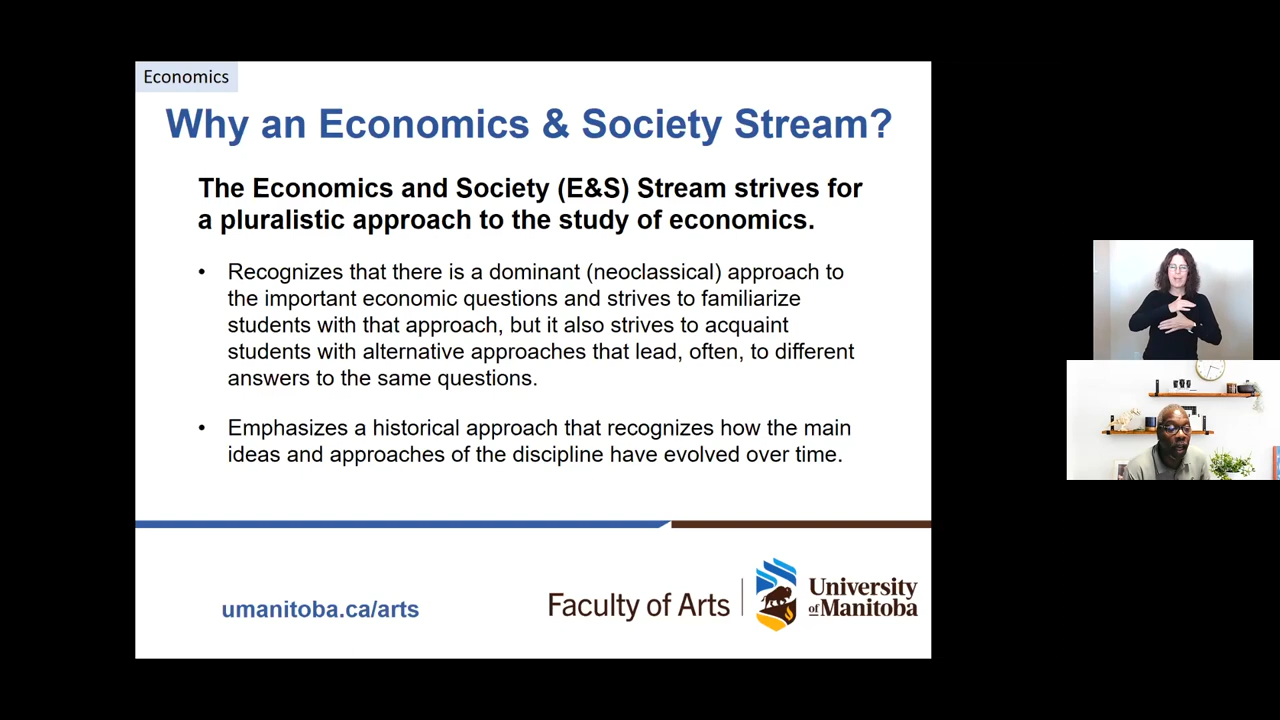 Economics
Why an Economics & Society Stream?
The Economics and Society (E&S) Stream strives for
a pluralistic approach to the study of economics.
• Recognizes that there is a dominant (neoclassical) approach to
the important economic questions and strives to familiarize
students with that approach, but it also strives to acquaint
students with alternative approaches that lead, often, to different
answers to the same questions.
• Emphasizes a historical approach that recognizes how the main
ideas and approaches of the discipline have evolved over time.
umanitoba.ca/arts
Faculty of Arts
University
of Manitoba